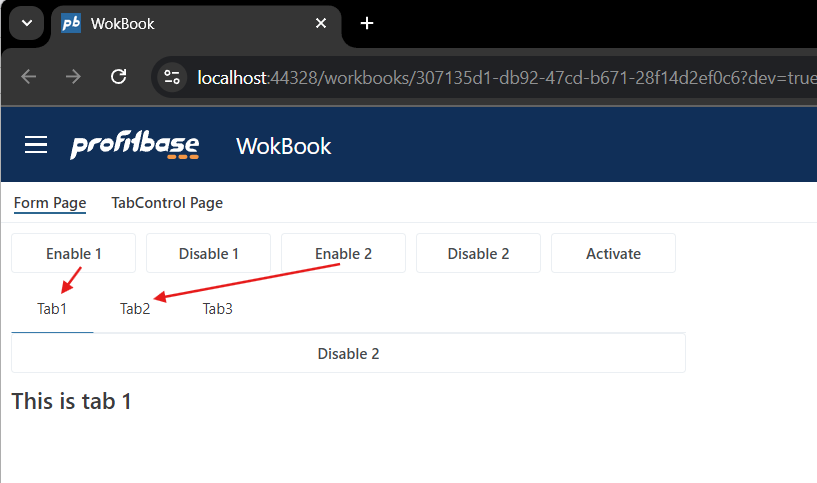 pb WokBook
localhost:44328/workbooks/307135d1-db92-47cd-b671-28f14d2ef0c6?dev=true
profitbase WokBook
Form Page TabControl Page
Enable 1 Disable 1 Enable 2 Disable 2 Activate
Tab1 Tab2 Tab3
Disable 2
This is tab 1